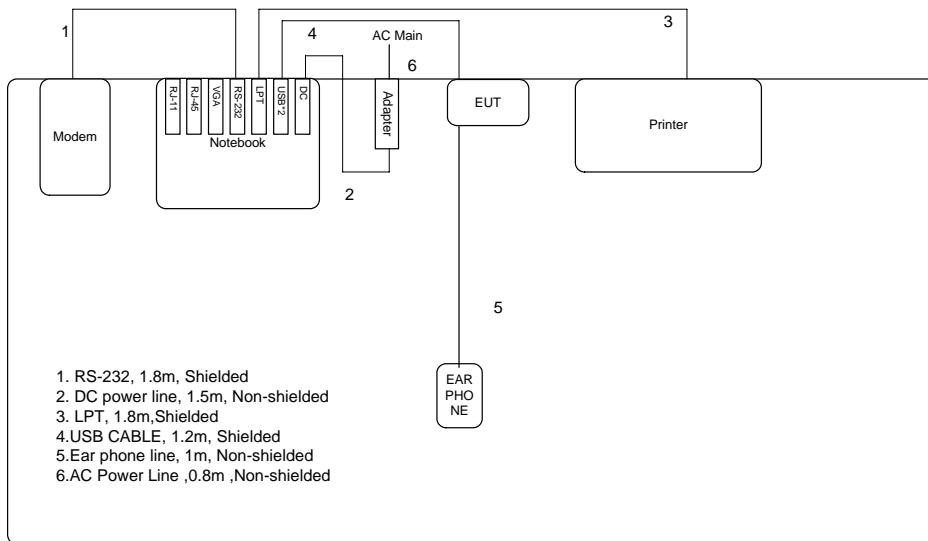 1
4
3
AC Main
6
RJ-11
RJ-45
VGA
RS-232
LPT
USB*2
DC
Adapter
EUT
Modem
Notebook
Printer
2
5
EAR
PHO
NE
1. RS-232, 1.8m, Shielded
2. DC power line, 1.5m, Non-shielded
3. LPT, 1.8m,Shielded
4.USB CABLE, 1.2m, Shielded
5.Ear phone line, 1m, Non-shielded
6.AC Power Line ,0.8m ,Non-shielded